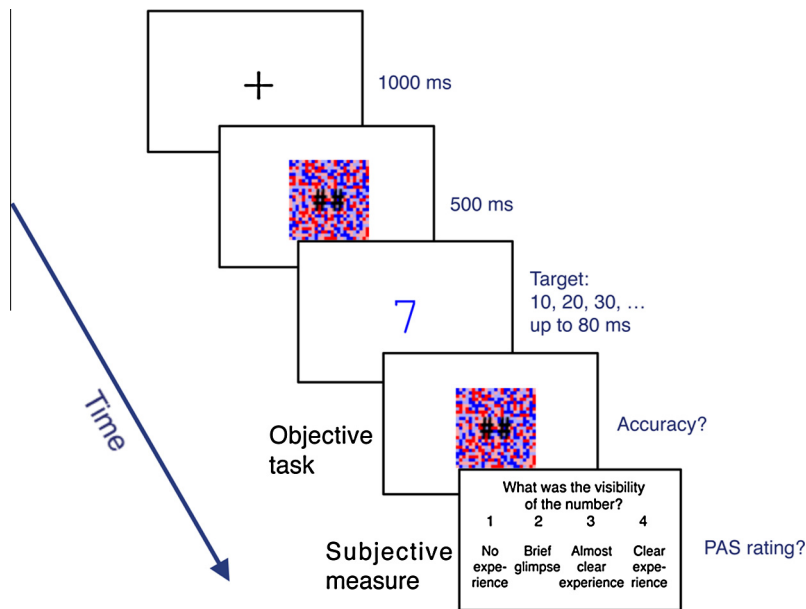 +
1000 ms
##
500 ms
7
Target:
10, 20, 30, ...
up to 80 ms
Time
Objective
task
##
Accuracy?
Subjective
measure
What was the visibility
of the number?
1 2 3 4
No Brief Almost Clear
expe- glimpse clear expe-
rience experience rience
PAS rating?